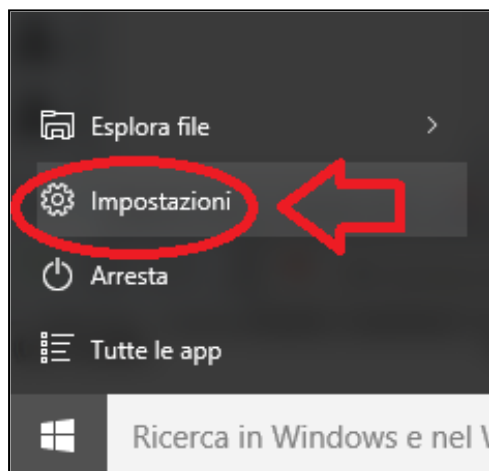 Esplora file
Impostazioni
Arresta
Tutte le app
Ricerca in Windows e nel